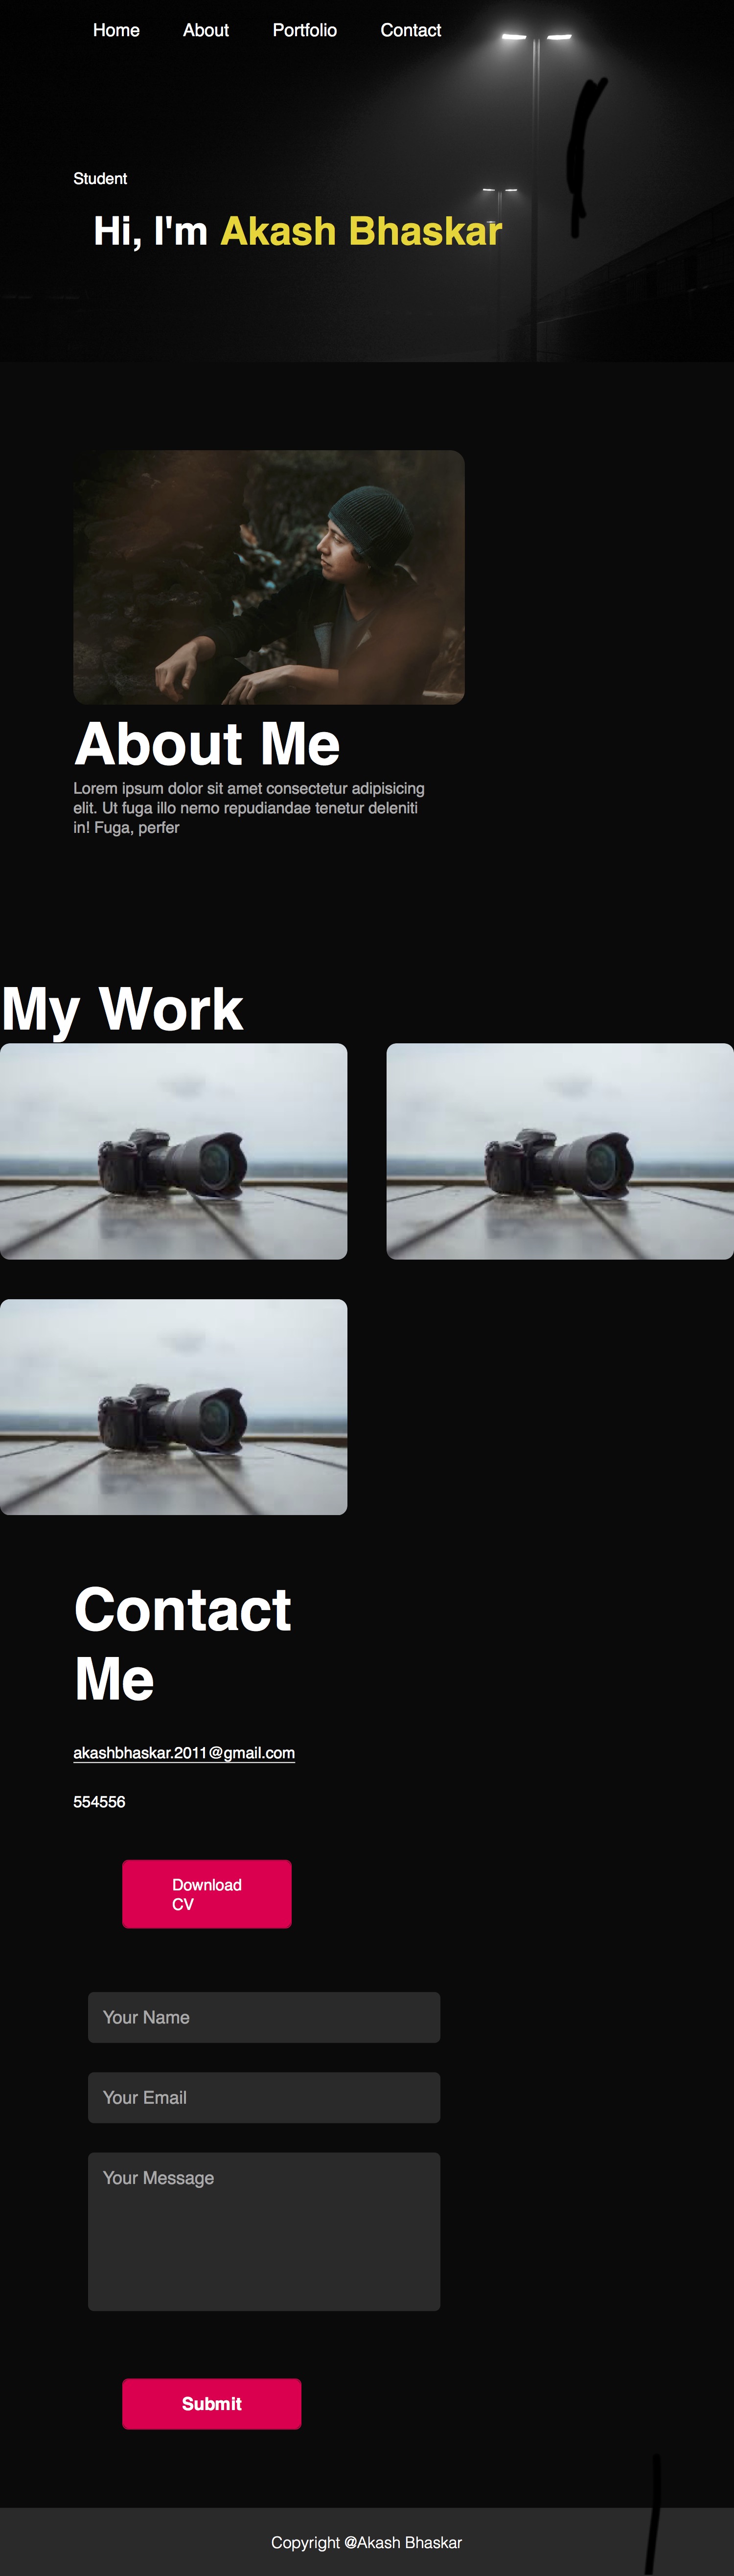 Home About Portfolio Contact
Student
Hi, I'm Akash Bhaskar
About Me
Lorem ipsum dolor sit amet consectetur adipisicing
elit. Ut fuga illo nemo repudiandae tenetur deleniti
in! Fuga, perfer
My Work
Contact
Me
akashbhaskar.2011@gmail.com
554556
Download
CV
Your Name
Your Email
Your Message
Submit
Copyright @Akash Bhaskar